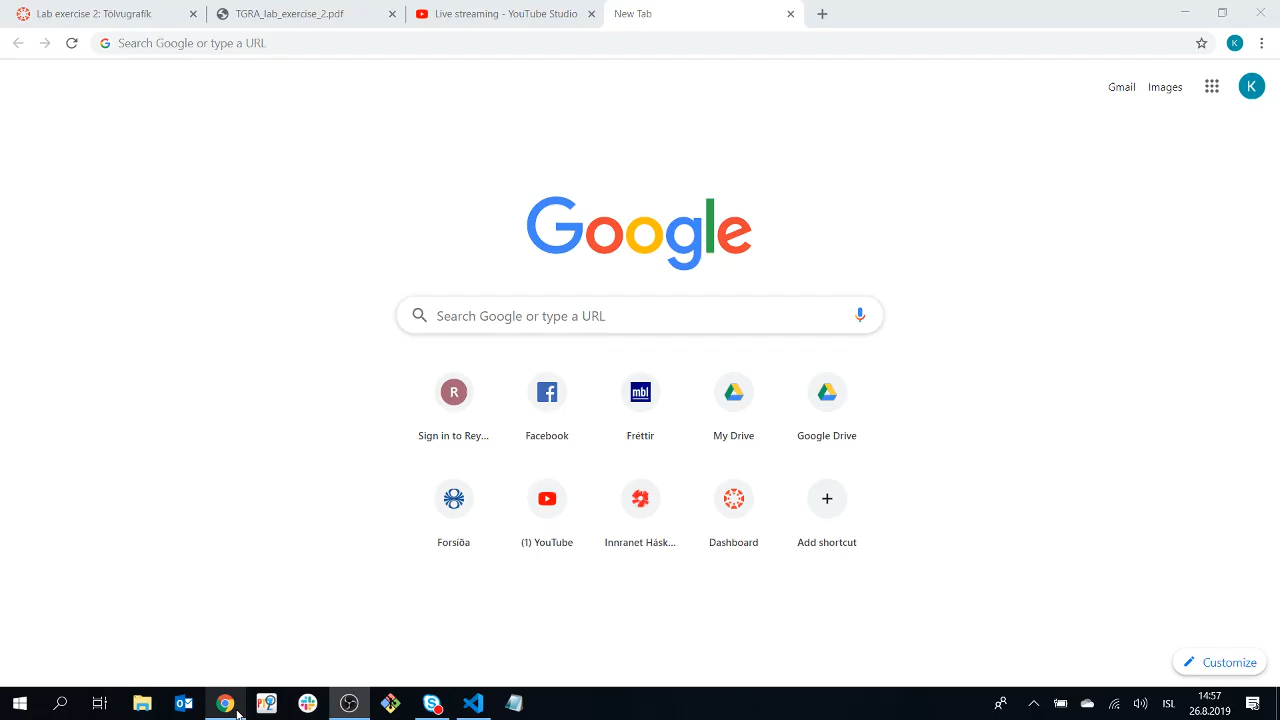 Lab exercise 2: Tölvugrafík
TGRA_lab_exercise_2.pdf
Live streaming - YouTube Studio
New Tab
Search Google or type a URL
K
Gmail
Images
K
Google
Search Google or type a URL
R
mbl
Sign in to Rey...
Facebook
Fréttir
My Drive
Google Drive
Forsíða
(1) YouTube
Innranet Hásk...
Dashboard
Add shortcut
Customize
ÍSL
14:57
26.8.2019